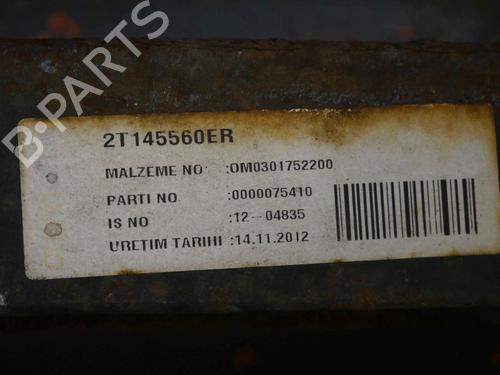 B-PARTS
2T145560ER
MALZEME NO :OM0301752200
PARTI NO :0000075410
IS NO :12-04835
URETIM TARIHI :14.11.2012